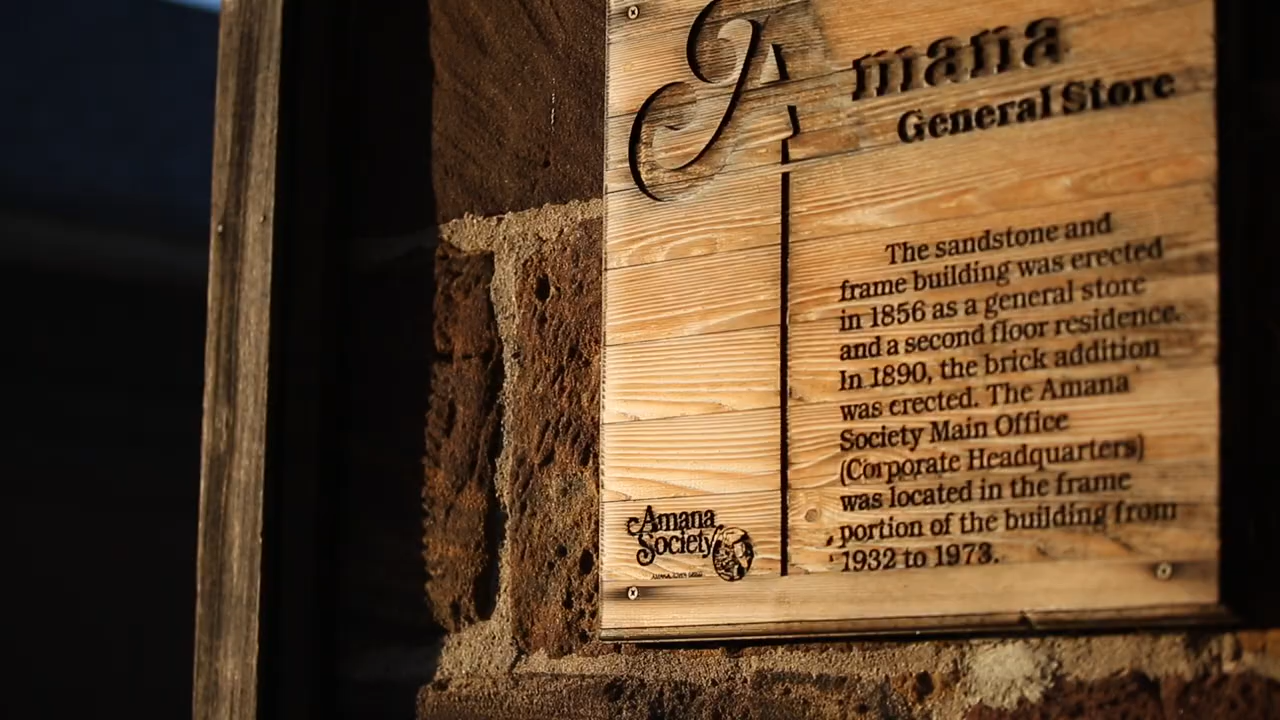 Amana
General Store
The sandstone and
frame building was erected
in 1856 as a general store
and a second floor residence.
In 1890, the brick addition
was erected. The Amana
Society Main Office
(Corporate Headquarters)
was located in the frame
portion of the building from
1932 to 1973.
Amana
Society